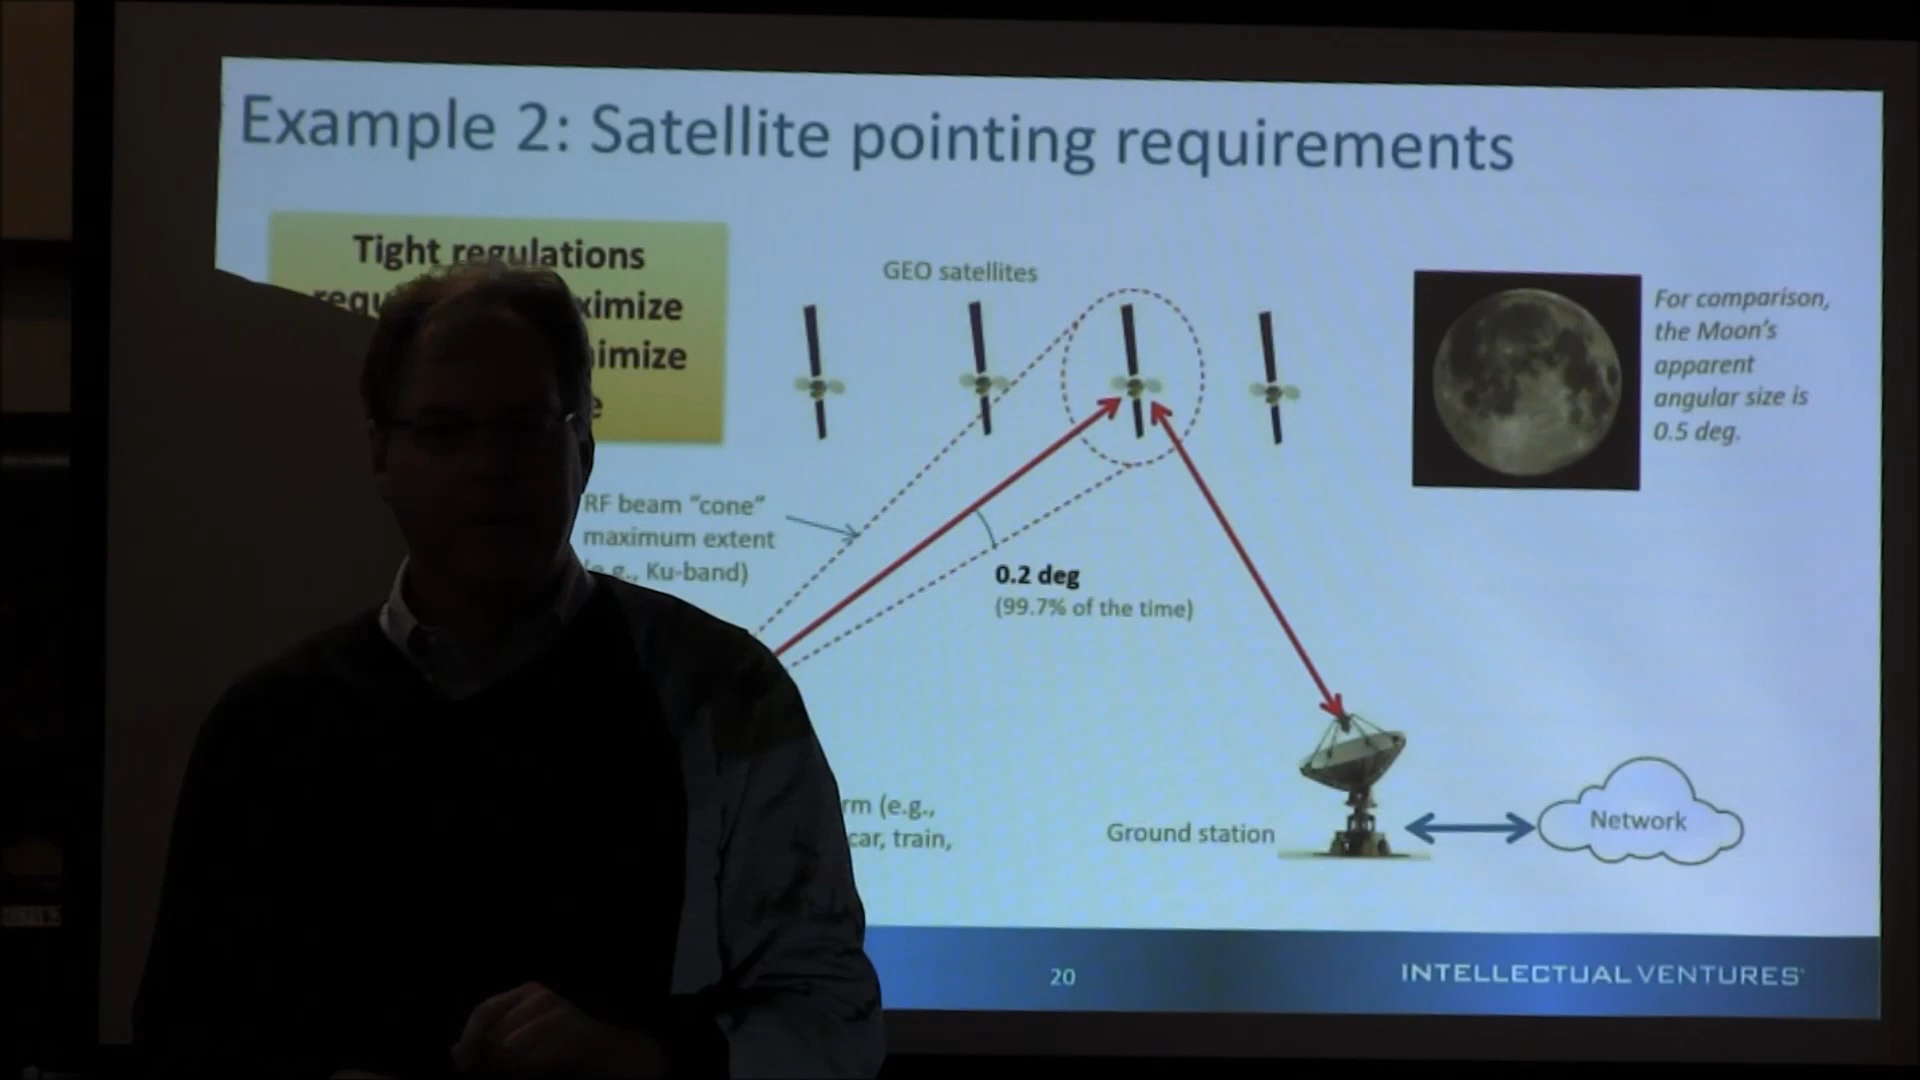 Example 2: Satellite pointing requirements
Tight regulations
ximize
imize
e
GEO satellites
For comparison,
the Moon's
apparent
angular size is
0.5 deg.
RF beam "cone"
maximum extent
(e.g., Ku-band)
0.2 deg
(99.7% of the time)
rm (e.g.,
car, train,
Ground station
Network
20
INTELLECTUAL VENTURES